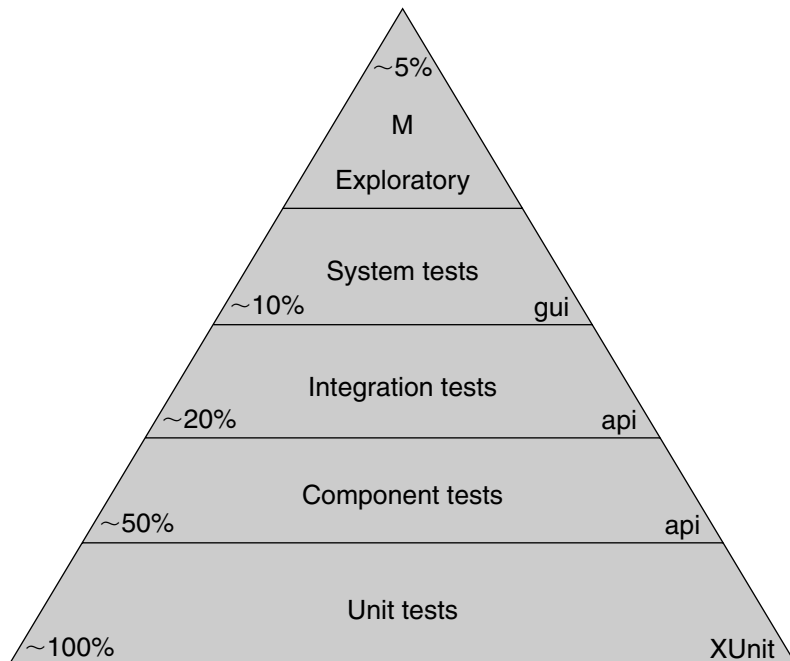 ~5%
M
Exploratory
System tests
~10% gui
Integration tests
~20% api
Component tests
~50% api
Unit tests
~100% XUnit